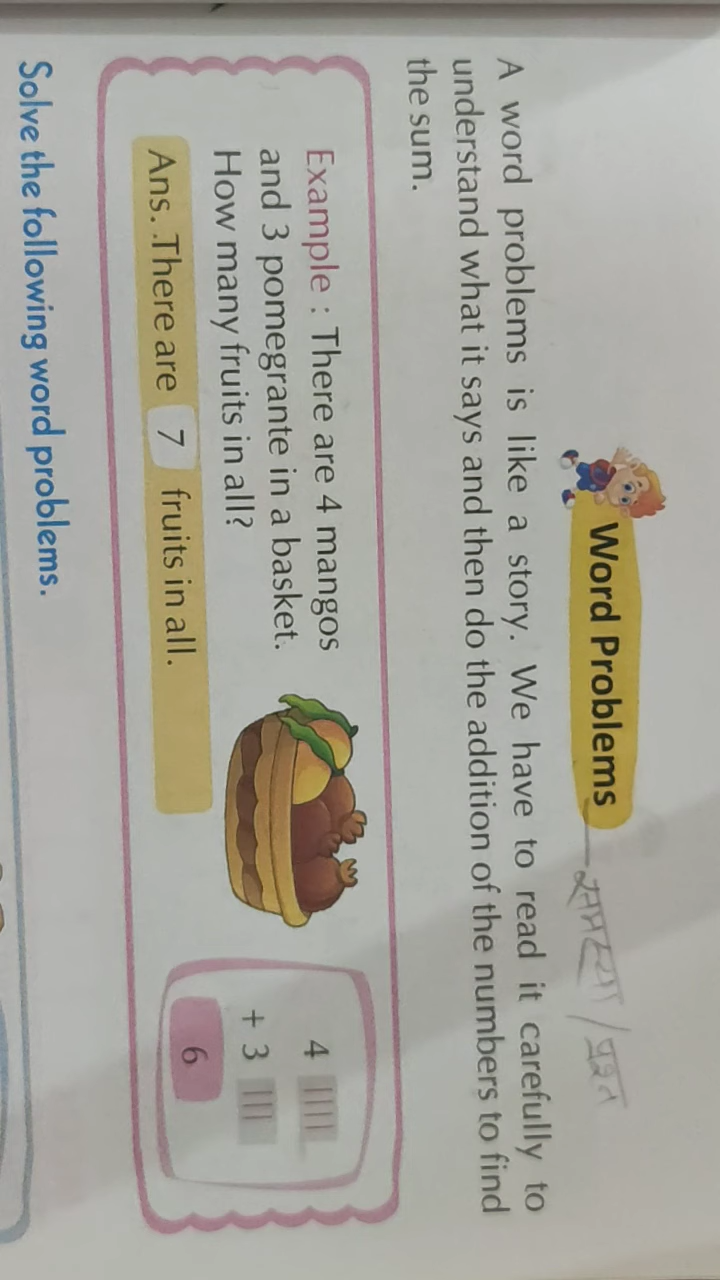 Word Problems
समस्या / प्रश्न
A word problems is like a story. We have to read it carefully to
understand what it says and then do the addition of the numbers to find
the sum.
Example : There are 4 mangos
and 3 pomegrante in a basket.
How many fruits in all?
Ans. .There are 7 fruits in all.
4
+ 3
6
Solve the following word problems.